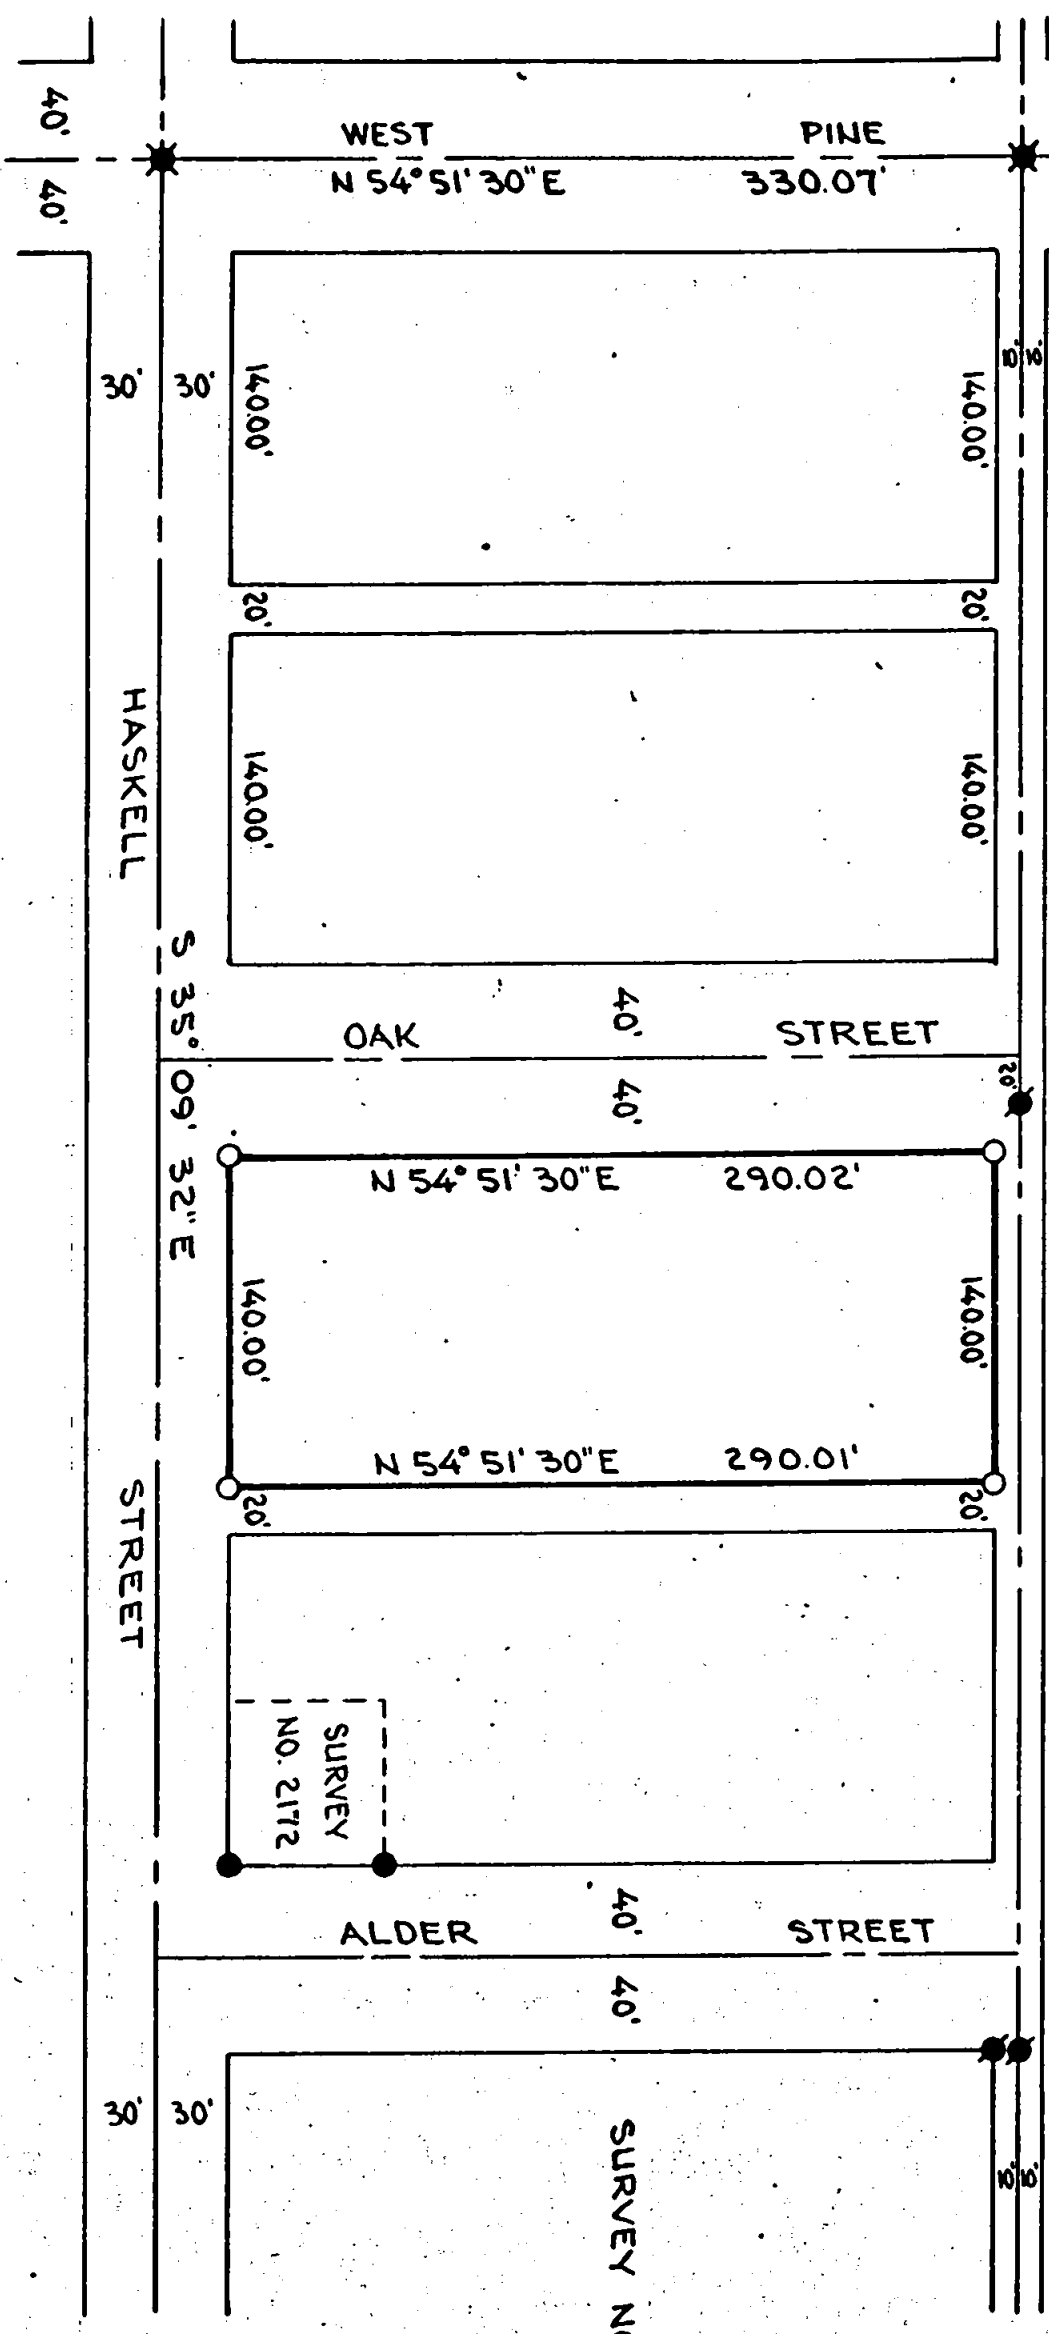 40'
WEST PINE
N 54° 51' 30" E 330.07'
40'
30' 30'
140.00' 140.00'
10' 10'
20' 20'
HASKELL
140.00' 140.00'
S 35° 09' 32" E
40'
OAK STREET
20'
40'
N 54° 51' 30" E 290.02'
140.00' 140.00'
N 54° 51' 30" E 290.01'
20' 20'
STREET
SURVEY
NO. 2172
40'
ALDER STREET
40'
30' 30'
SURVEY
10' 10'